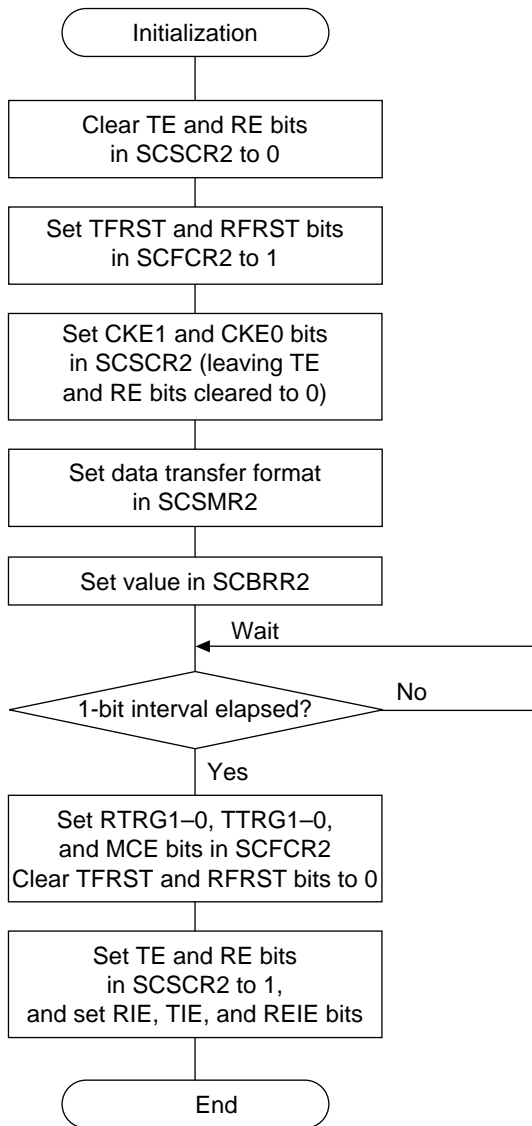 Initialization
Clear TE and RE bits
in SCSCR2 to 0
Set TFRST and RFRST bits
in SCFCR2 to 1
Set CKE1 and CKE0 bits
in SCSCR2 (leaving TE
and RE bits cleared to 0)
Set data transfer format
in SCSMR2
Set value in SCBRR2
Wait
1-bit interval elapsed?
No
Yes
Set RTRG1–0, TTRG1–0,
and MCE bits in SCFCR2
Clear TFRST and RFRST bits to 0
Set TE and RE bits
in SCSCR2 to 1,
and set RIE, TIE, and REIE bits
End